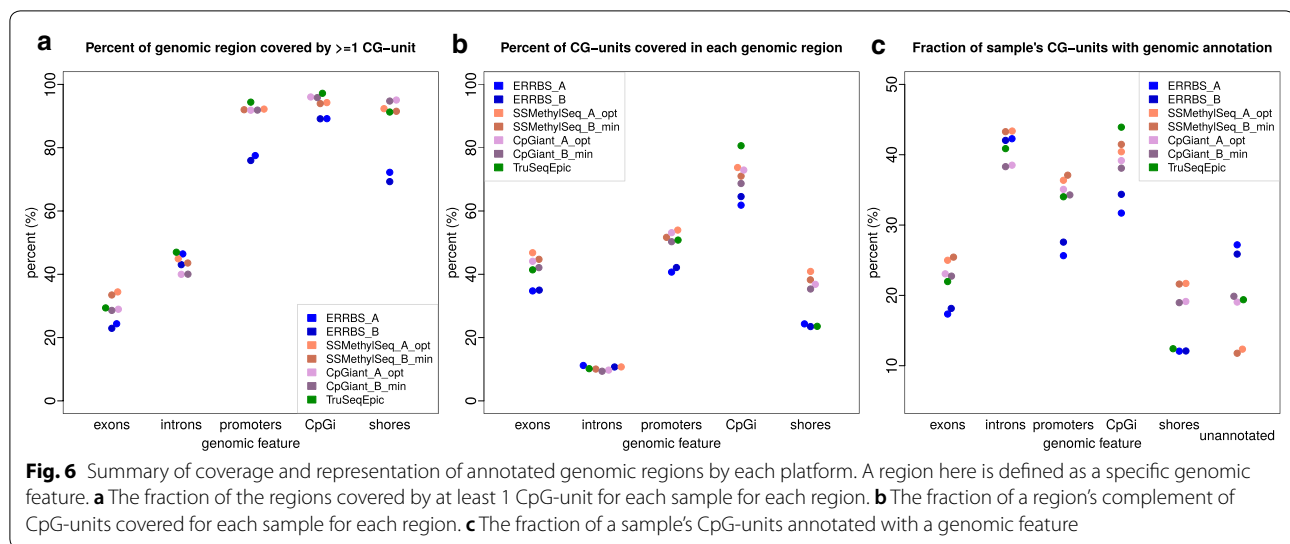 a
Percent of genomic region covered by >=1 CG−unit
percent (%)
100
80
60
40
20
0
ERRBS_A
ERRBS_B
SSMethylSeq_A_opt
SSMethylSeq_B_min
CpGiant_A_opt
CpGiant_B_min
TruSeqEpic
exons introns promoters CpGi shores
genomic feature
b
Percent of CG−units covered in each genomic region
percent (%)
100
80
60
40
20
0
ERRBS_A
ERRBS_B
SSMethylSeq_A_opt
SSMethylSeq_B_min
CpGiant_A_opt
CpGiant_B_min
TruSeqEpic
exons introns promoters CpGi shores
genomic feature
c
Fraction of sample's CG−units with genomic annotation
percent (%)
50
40
30
20
10
ERRBS_A
ERRBS_B
SSMethylSeq_A_opt
SSMethylSeq_B_min
CpGiant_A_opt
CpGiant_B_min
TruSeqEpic
exons introns promoters CpGi shores unannotated
genomic feature
Fig. 6 Summary of coverage and representation of annotated genomic regions by each platform. A region here is defined as a specific genomic
feature. a The fraction of the regions covered by at least 1 CpG-unit for each sample for each region. b The fraction of a region's complement of
CpG-units covered for each sample for each region. c The fraction of a sample's CpG-units annotated with a genomic feature